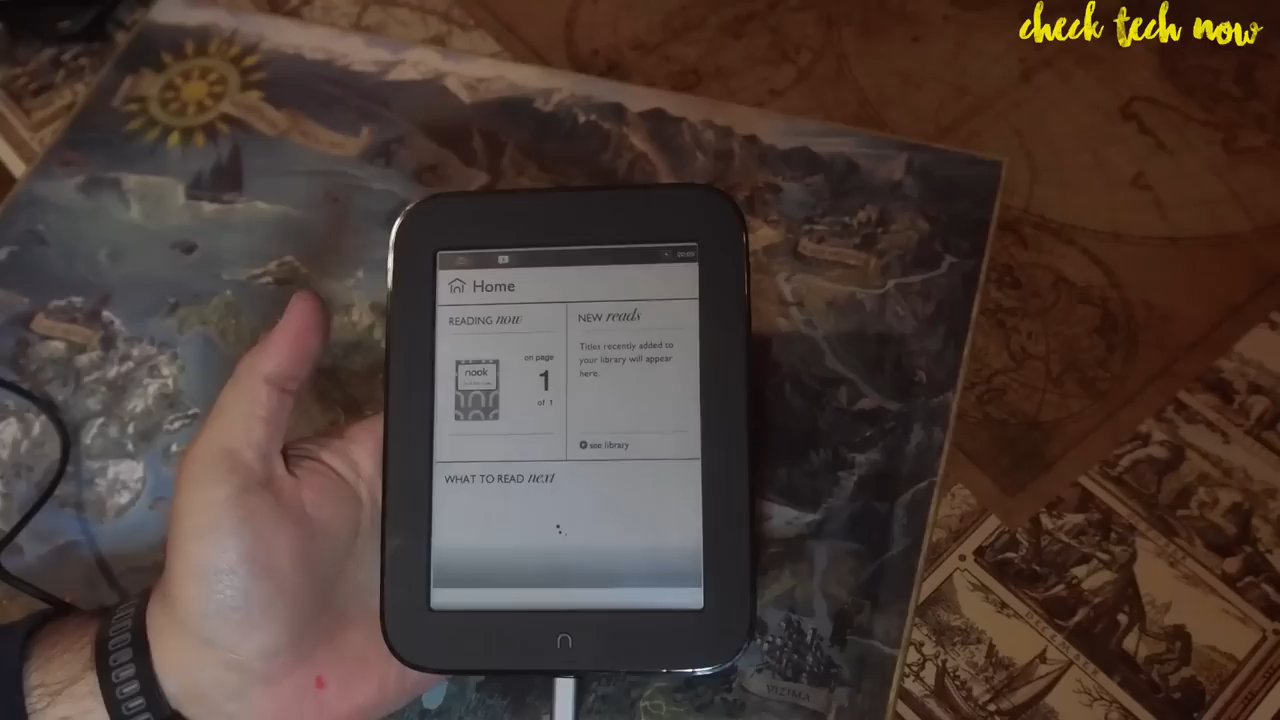 check tech now
Home
READING now
on page
1
of 1
nook
NEW reads
Titles recently added to
your library will appear
here.
see library
WHAT TO READ next
VIZIMA
DECEMBER